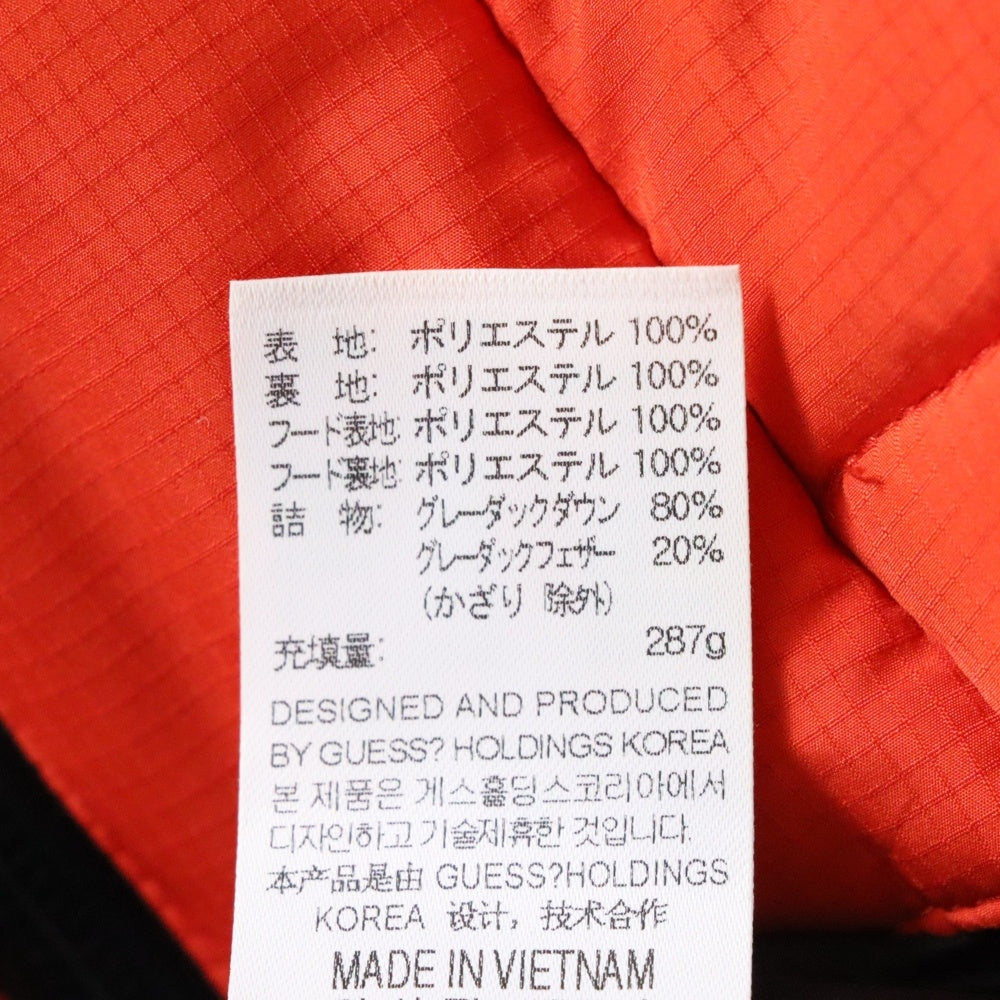 表 地: ポリエステル 100%
裏 地: ポリエステル 100%
フード表地: ポリエステル 100%
フード裏地: ポリエステル 100%
詰 物: グレーダックダウン 80%
グレーダックフェザー 20%
(かざり 除外)
充填量: 287g
DESIGNED AND PRODUCED
BY GUESS? HOLDINGS KOREA
본 제품은 게스홀딩스코리아에서
디자인하고 기술제휴한 것입니다.
本产品是由 GUESS?HOLDINGS
KOREA 设计, 技术合作
MADE IN VIETNAM